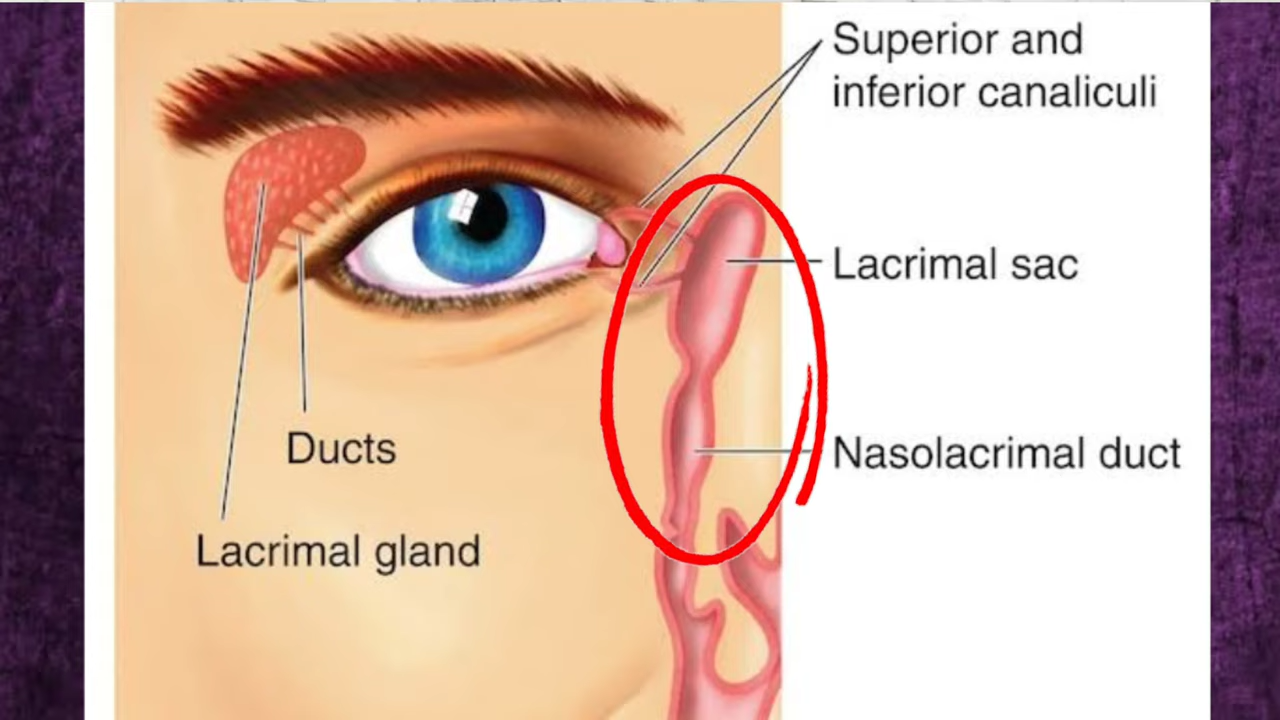 Superior and
inferior canaliculi
Lacrimal sac
Ducts
Nasolacrimal duct
Lacrimal gland